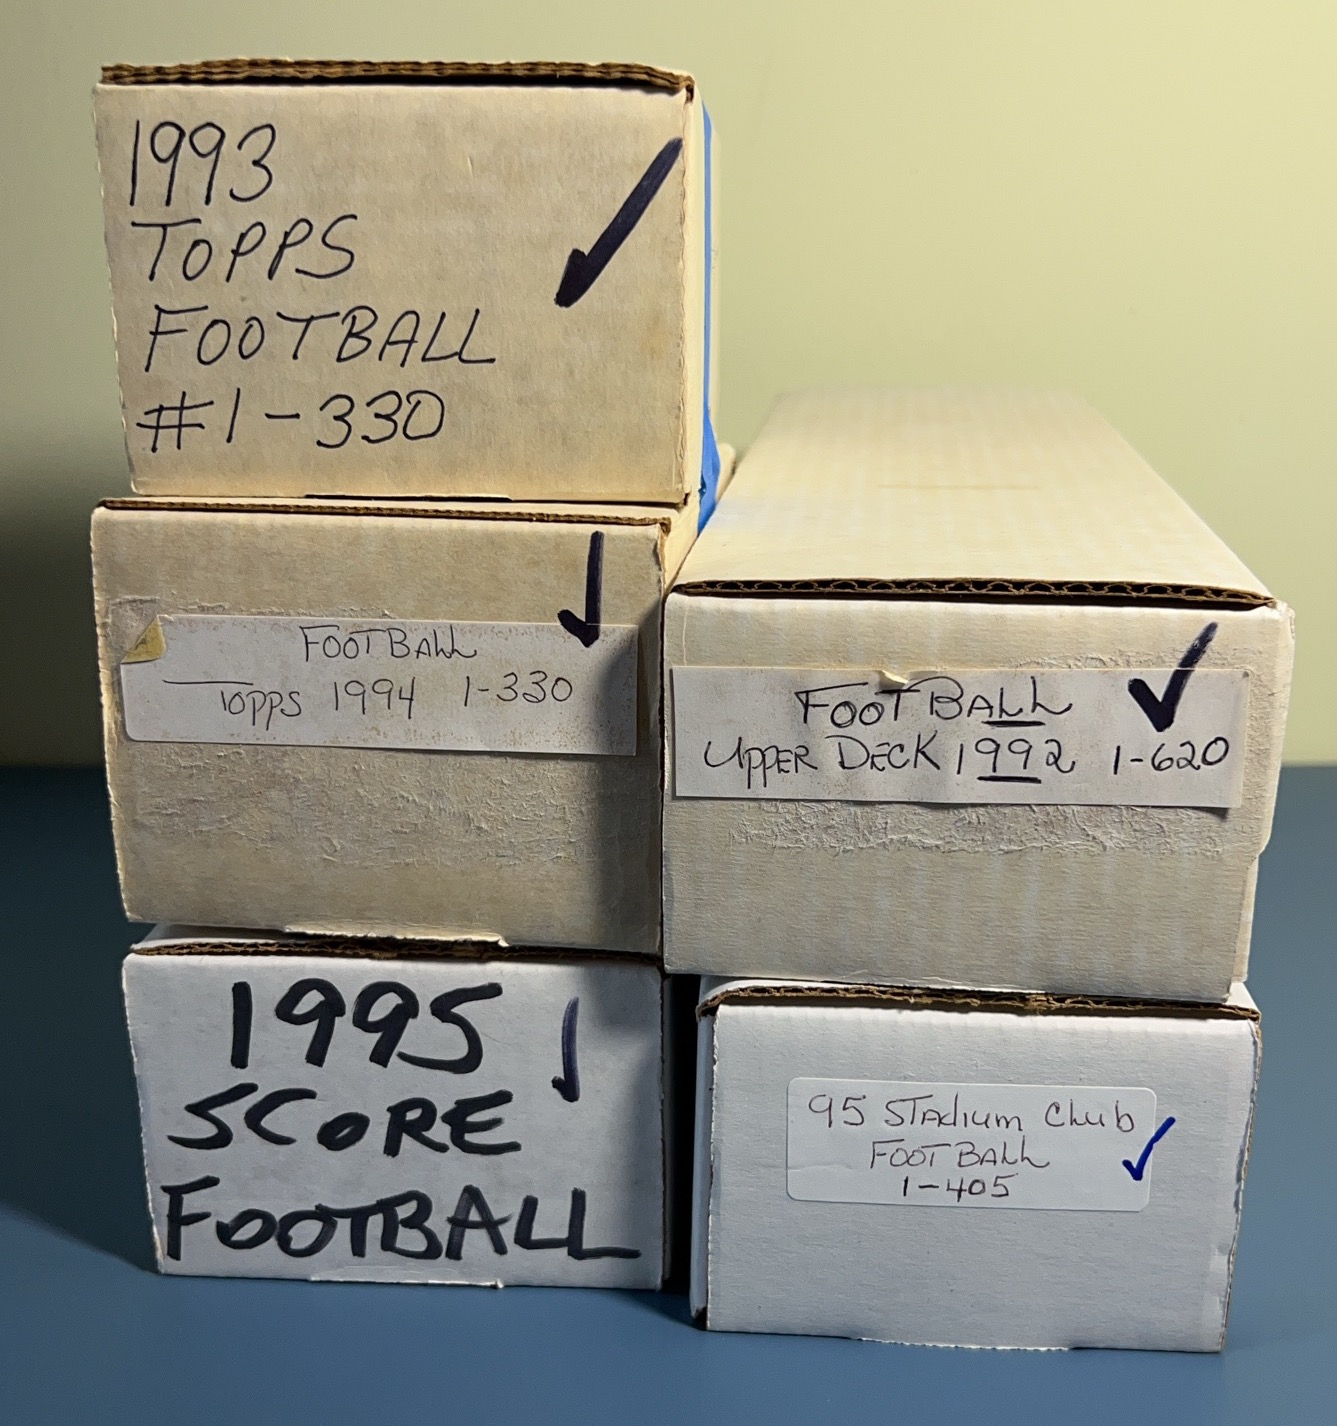 1993
TOPPS
FOOTBALL
#1-330
FOOTBALL
TOPPS 1994 1-330
FOOTBALL
UPPER DECK 1992 1-620
1995
SCORE
FOOTBALL
95 STADIUM CLUB
FOOTBALL
1-405